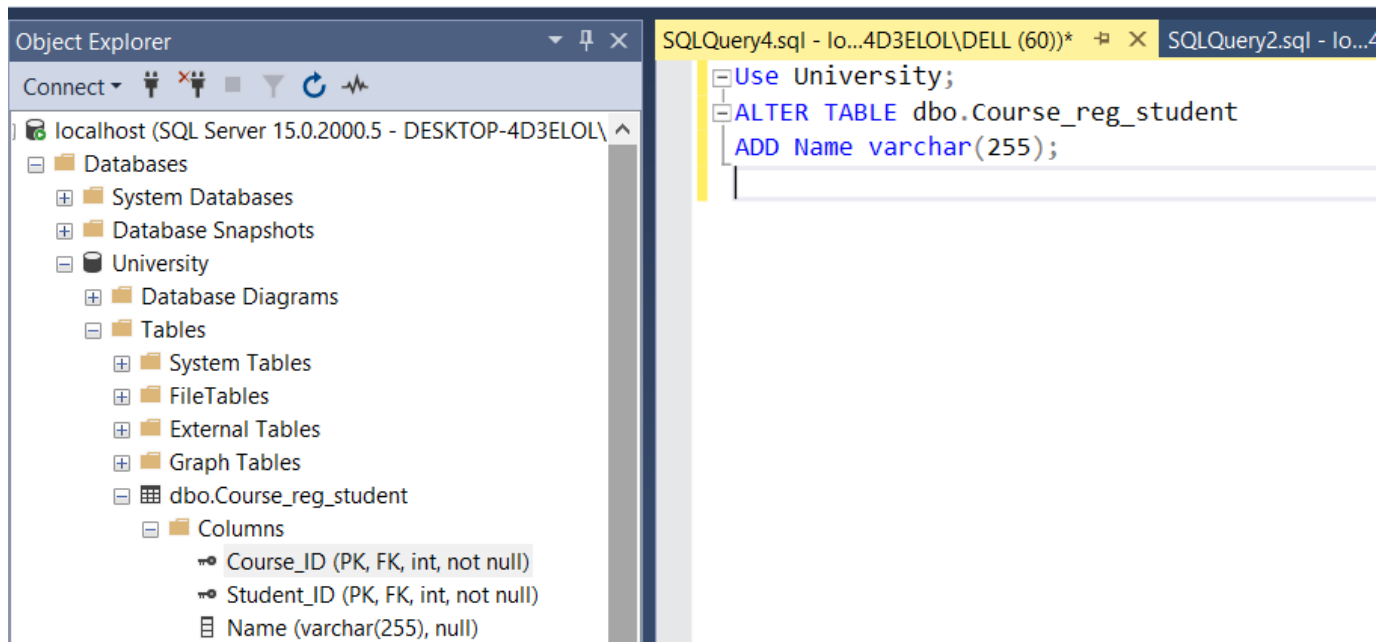 Object Explorer
Connect
localhost (SQL Server 15.0.2000.5 - DESKTOP-4D3ELOL\
Databases
System Databases
Database Snapshots
University
Database Diagrams
Tables
System Tables
FileTables
External Tables
Graph Tables
dbo.Course_reg_student
Columns
Course_ID (PK, FK, int, not null)
Student_ID (PK, FK, int, not null)
Name (varchar(255), null)
SQLQuery4.sql - lo...4D3ELOL\DELL (60))* SQLQuery2.sql - lo...4
Use University;
ALTER TABLE dbo.Course_reg_student
ADD Name varchar(255);